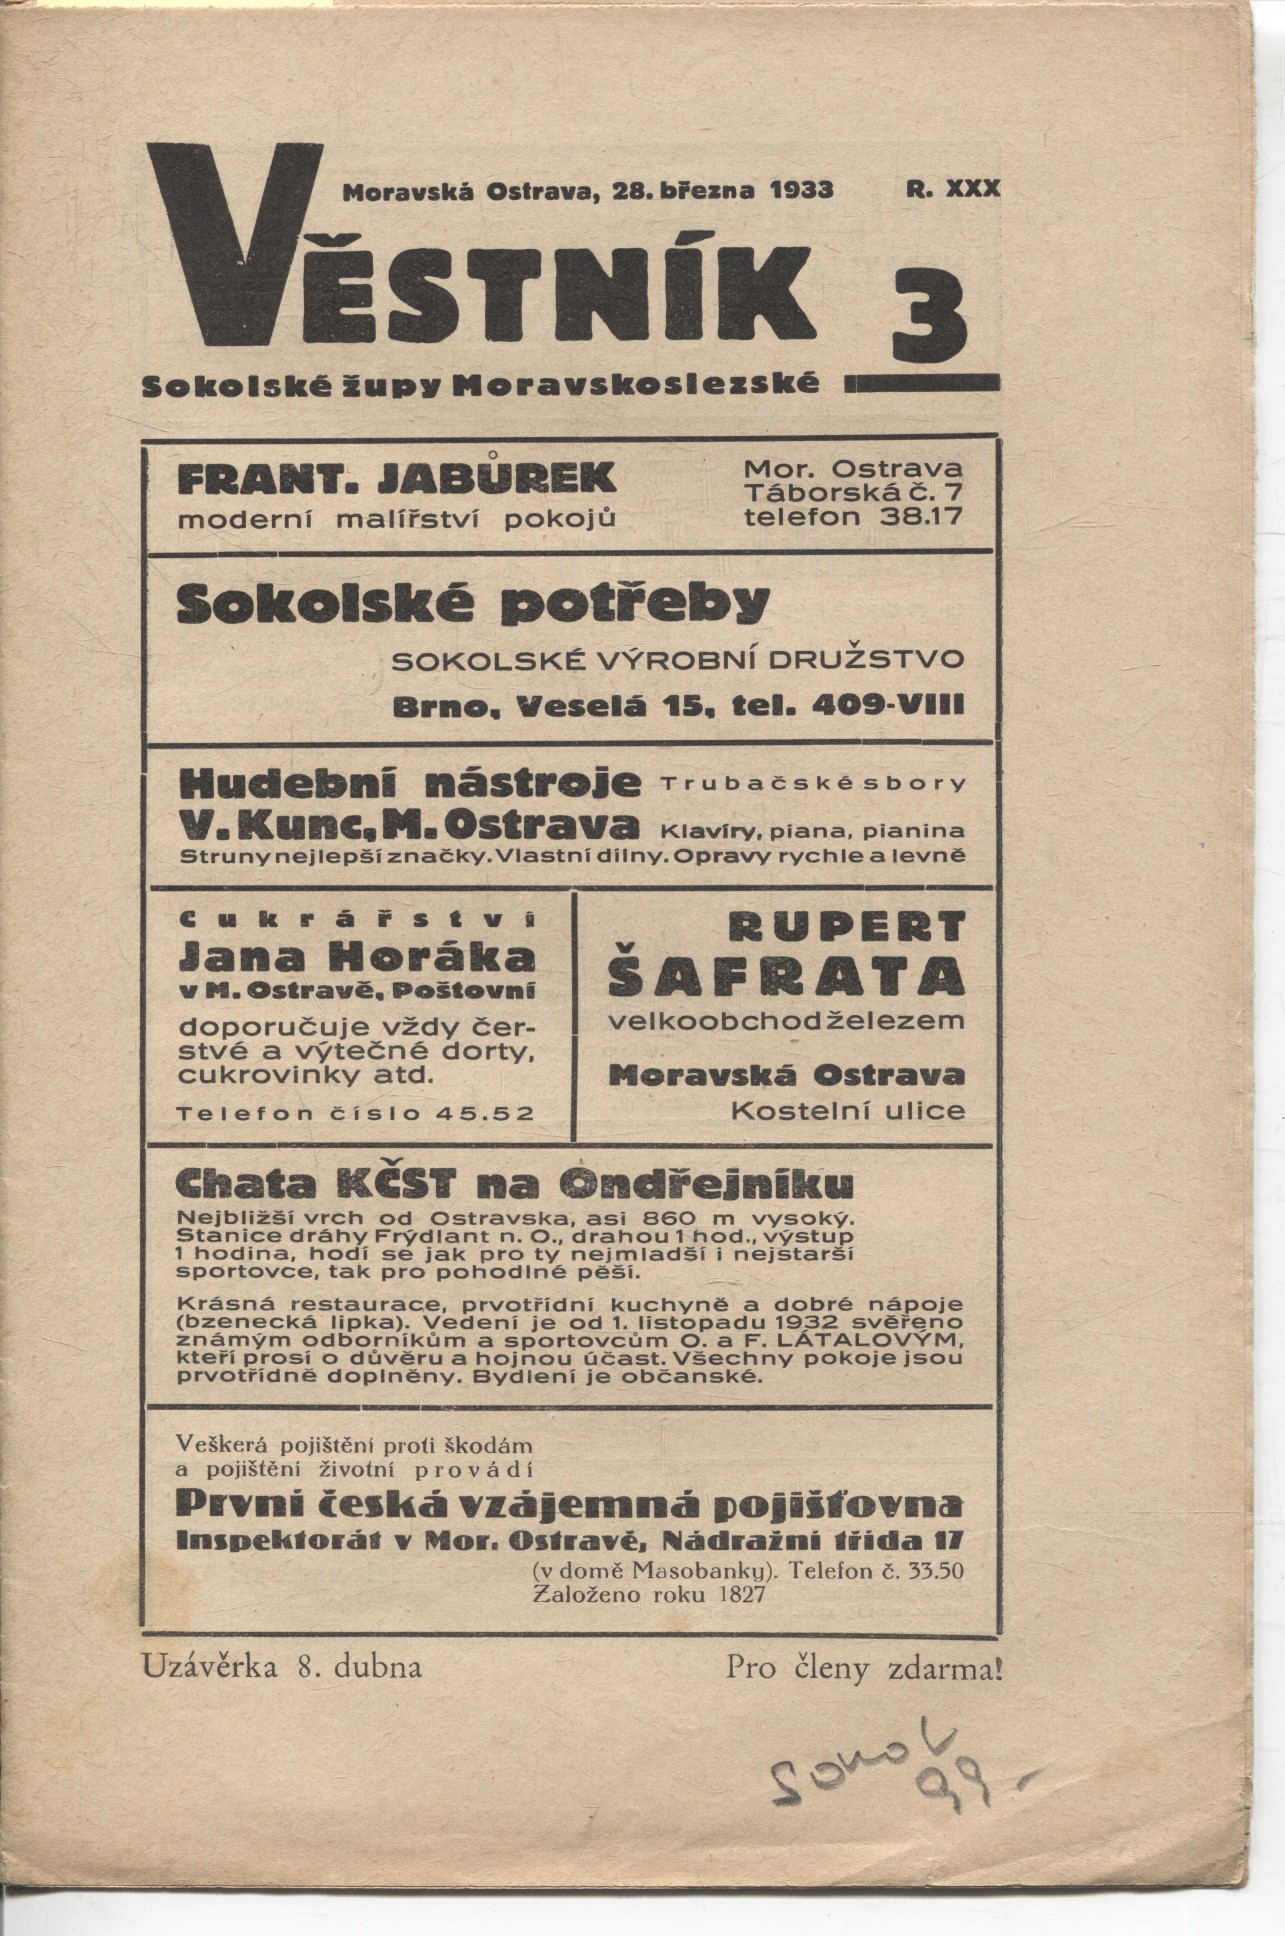 Moravská Ostrava, 28. března 1933 R. XXX
VĚSTNÍK 3
Sokolské župy Moravskoslezské
FRANT. JABŮREK
moderní malířství pokojů
Mor. Ostrava
Táborská č. 7
telefon 38.17
Sokolské potřeby
SOKOLSKÉ VÝROBNÍ DRUŽSTVO
Brno, Veselá 15, tel. 409-VIII
Hudební nástroje Trubačské sbory
V. Kunc, M. Ostrava Klavíry, piana, pianina
Struny nejlepší značky. Vlastní dílny. Opravy rychle a levně
Cukrářství
Jana Horáka
v M. Ostravě, Poštovní
doporučuje vždy čer-
stvé a výtečné dorty,
cukrovinky atd.
Telefon číslo 45.52
RUPERT
ŠAFRATA
velkoobchod železem
Moravská Ostrava
Kostelní ulice
Chata KČST na Ondřejníku
Nejbližší vrch od Ostravska, asi 860 m vysoký.
Stanice dráhy Frýdlant n. O., drahou 1 hod., výstup
1 hodina, hodí se jak pro ty nejmladší i nejstarší
sportovce, tak pro pohodlné pěší.
Krásná restaurace, prvotřídní kuchyně a dobré nápoje
(bzenecká lipka). Vedení je od 1. listopadu 1932 svěřeno
známým odborníkům a sportovcům O. a F. LÁTALOVÝM,
kteří prosí o důvěru a hojnou účast. Všechny pokoje jsou
prvotřídně doplněny. Bydlení je občanské.
Veškerá pojištění proti škodám
a pojištění životní provádí
První česká vzájemná pojišťovna
Inspektorát v Mor. Ostravě, Nádražní třída 17
(v domě Masobanky). Telefon č. 33.50
Založeno roku 1827
Uzávěrka 8. dubna Pro členy zdarma!
Sokol
99.-